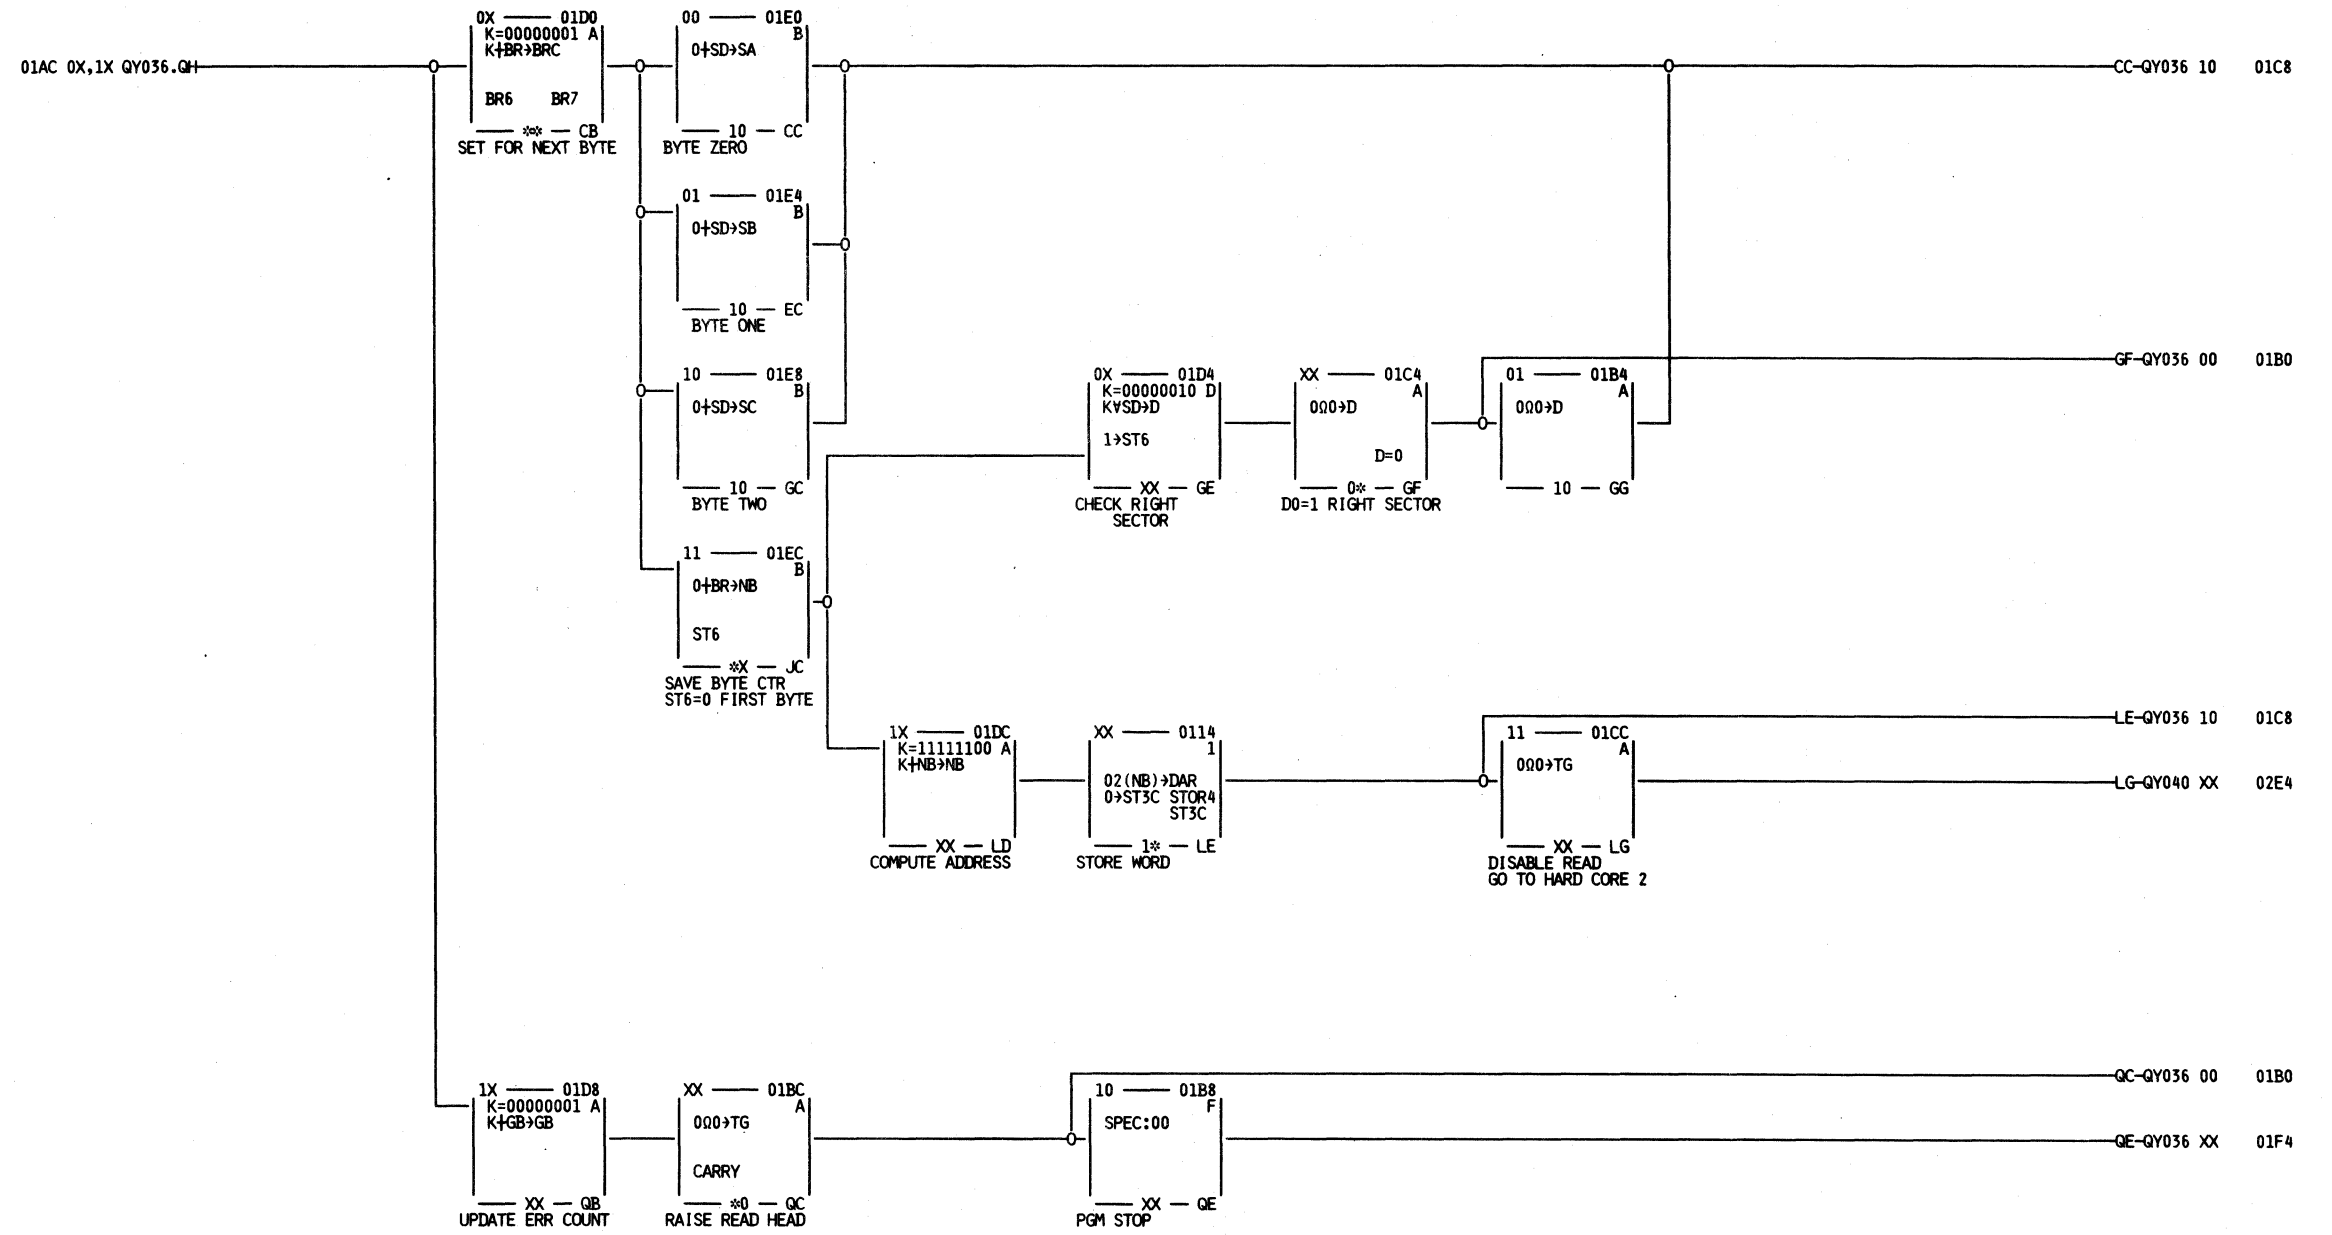 01AC 0X,1X QY036.QH
0X 01D0
K=00000001 A
K+BR→BRC
BR6 BR7
** CB
SET FOR NEXT BYTE
00 01E0
B
0+SD→SA
10 CC
BYTE ZERO
CC-QY036 10 01C8
01 01E4
B
0+SD→SB
10 EC
BYTE ONE
10 01E8
B
0+SD→SC
10 GC
BYTE TWO
11 01EC
B
0+BR→NB
ST6
*X JC
SAVE BYTE CTR
ST6=0 FIRST BYTE
0X 01D4
K=00000010 D
K∀SD→D
1→ST6
XX GE
CHECK RIGHT
SECTOR
XX 01C4
A
0Ω0→D
D=0
0* GF
D0=1 RIGHT SECTOR
01 01B4
A
0Ω0→D
10 GG
GF-QY036 00 01B0
1X 01DC
K=11111100 A
K+NB→NB
XX LD
COMPUTE ADDRESS
XX 0114
1
02(NB)→DAR
0→ST3C STOR4
ST3C
1* LE
STORE WORD
11 01CC
A
0Ω0→TG
XX LG
DISABLE READ
GO TO HARD CORE 2
LE-QY036 10 01C8
LG-QY040 XX 02E4
1X 01D8
K=00000001 A
K+GB→GB
XX QB
UPDATE ERR COUNT
XX 01BC
A
0Ω0→TG
CARRY
*0 QC
RAISE READ HEAD
10 01B8
F
SPEC:00
XX QE
PGM STOP
QC-QY036 00 01B0
QE-QY036 XX 01F4